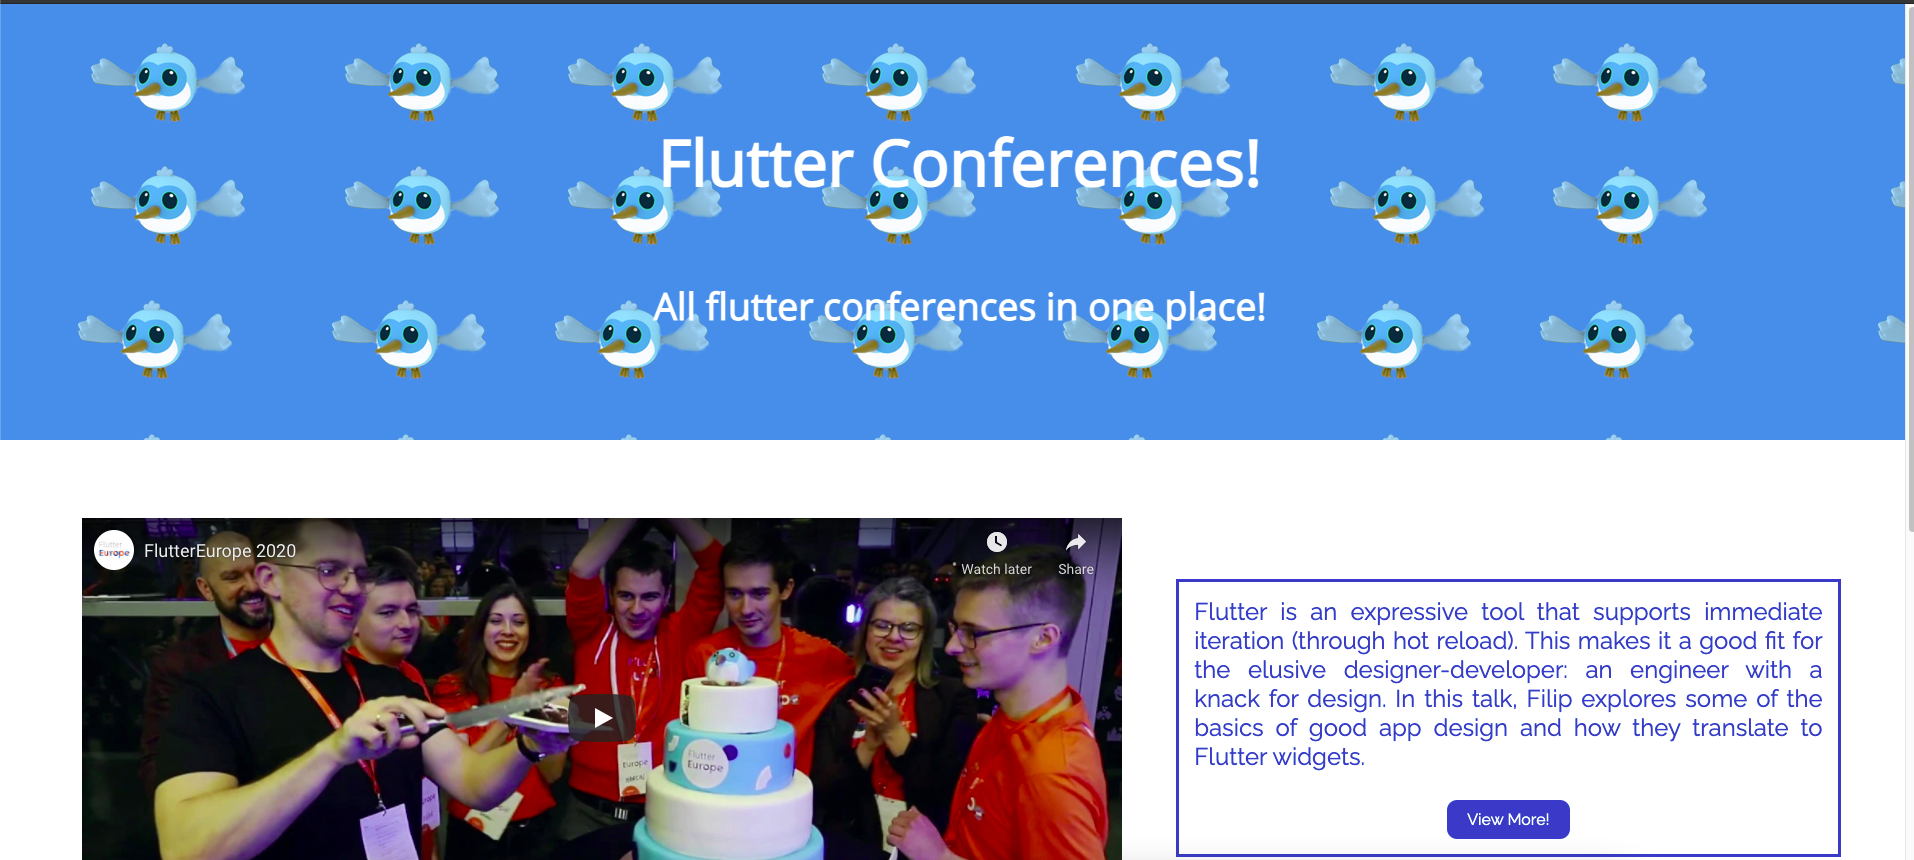 Flutter Conferences!
All flutter conferences in one place!
Flutter
Europe
FlutterEurope 2020
Watch later
Share
Flutter is an expressive tool that supports immediate
iteration (through hot reload). This makes it a good fit for
the elusive designer-developer: an engineer with a
knack for design. In this talk, Filip explores some of the
basics of good app design and how they translate to
Flutter widgets.
View More!
Flutter
Europe
Europe